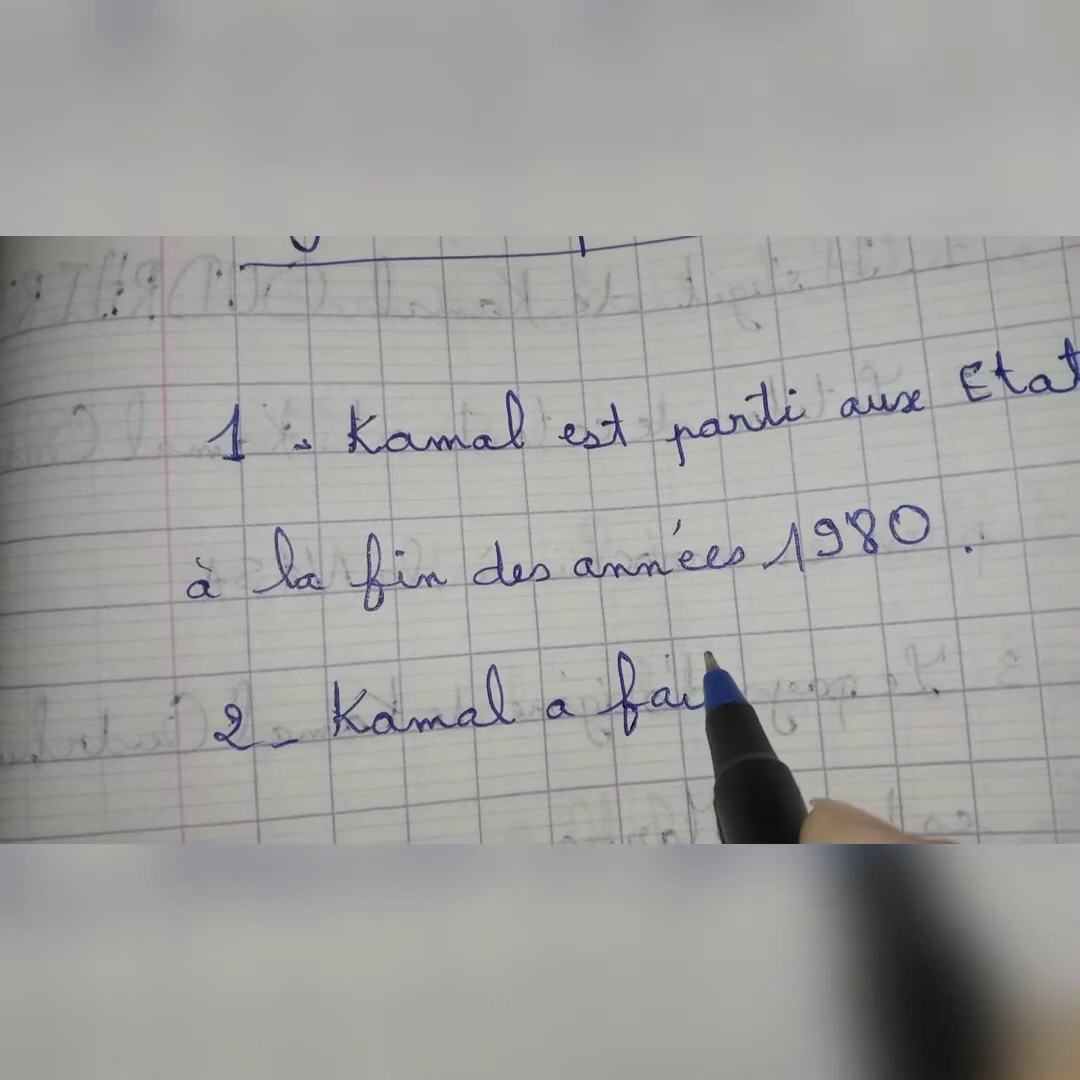 1 - Kamal est parti aux Etat
à la fin des années 1980.
2 - Kamal a fai